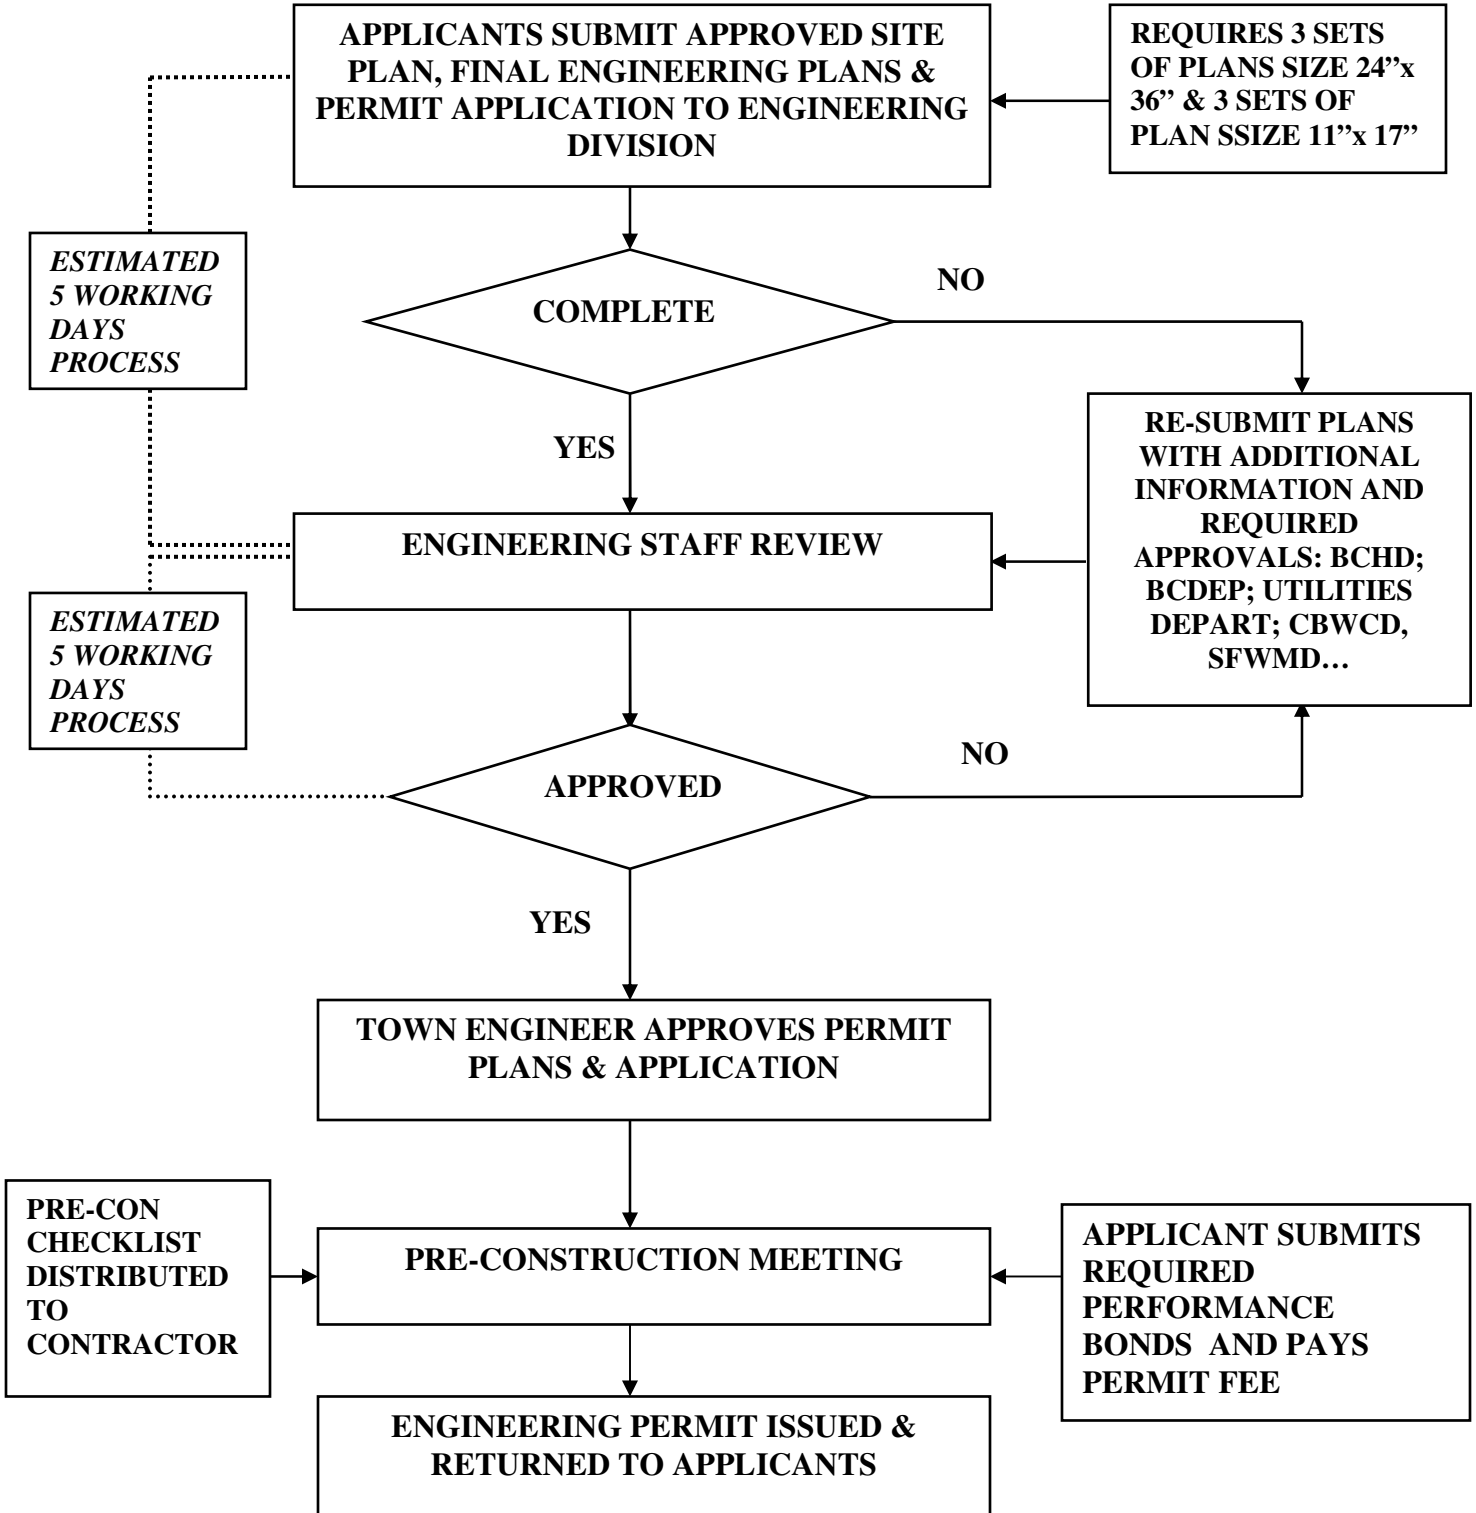 APPLICANTS SUBMIT APPROVED SITE
PLAN, FINAL ENGINEERING PLANS &
PERMIT APPLICATION TO ENGINEERING
DIVISION
REQUIRES 3 SETS
OF PLANS SIZE 24”x
36” & 3 SETS OF
PLAN SSIZE 11”x 17”
ESTIMATED
5 WORKING
DAYS
PROCESS
COMPLETE
NO
YES
RE-SUBMIT PLANS
WITH ADDITIONAL
INFORMATION AND
REQUIRED
APPROVALS: BCHD;
BCDEP; UTILITIES
DEPART; CBWCD,
SFWMD…
ENGINEERING STAFF REVIEW
ESTIMATED
5 WORKING
DAYS
PROCESS
APPROVED
NO
YES
TOWN ENGINEER APPROVES PERMIT
PLANS & APPLICATION
PRE-CON
CHECKLIST
DISTRIBUTED
TO
CONTRACTOR
PRE-CONSTRUCTION MEETING
APPLICANT SUBMITS
REQUIRED
PERFORMANCE
BONDS  AND PAYS
PERMIT FEE
ENGINEERING PERMIT ISSUED &
RETURNED TO APPLICANTS